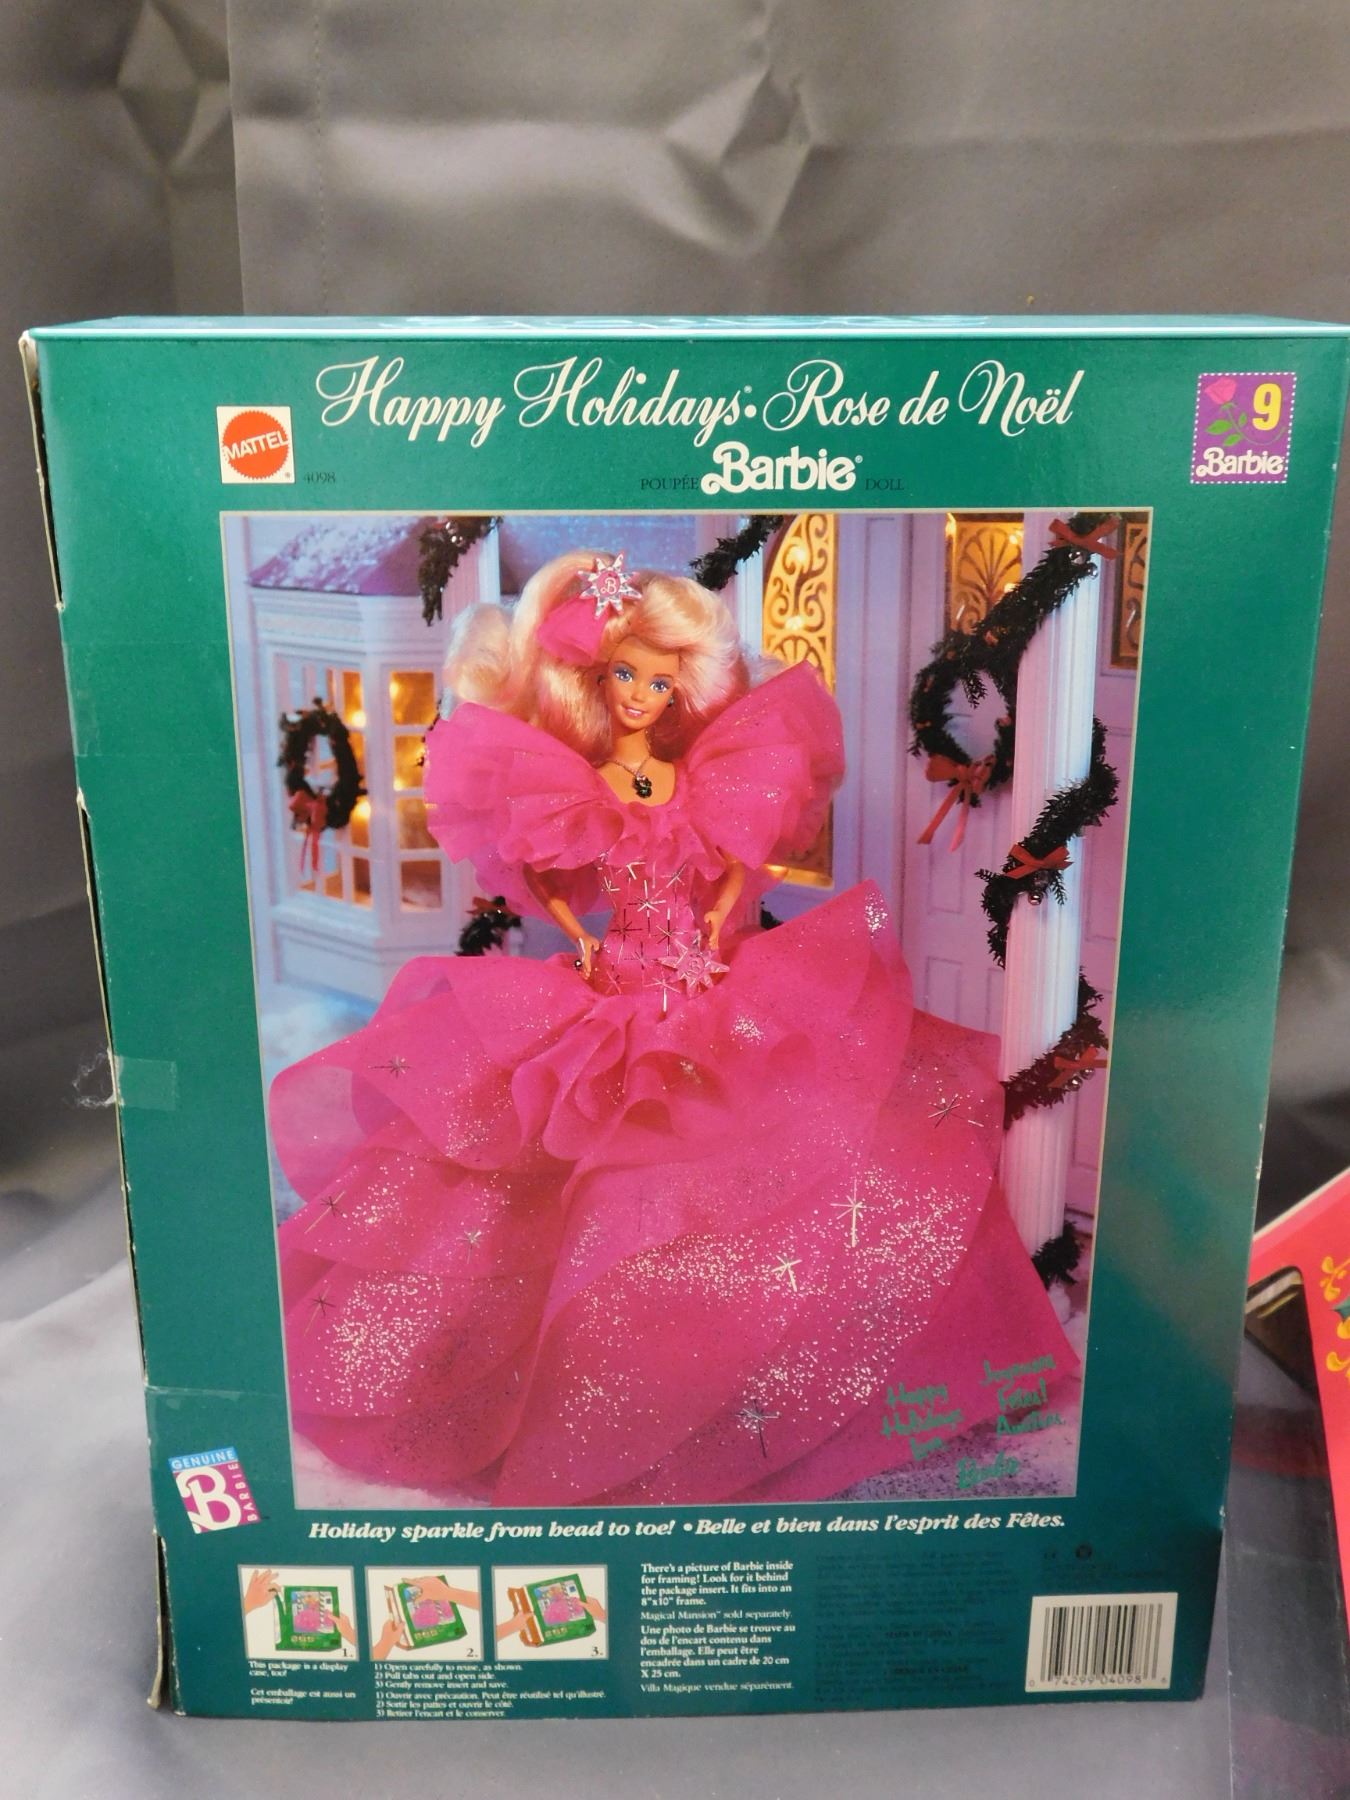 Happy Holidays® • Rose de Noël
MATTEL
®
4098
POUPÉE Barbie® DOLL
9
Barbie
B
Happy
Holidays
Love
Joyeuses
Fêtes!
Amitiés,
Barbie
GENUINE
B
BARBIE
Holiday sparkle from head to toe! • Belle et bien dans l'esprit des Fêtes.
1.
2.
3.
This package is a display
case, too!
Cet emballage est aussi un
présentoir!
1) Open carefully to reuse, as shown.
2) Pull tabs out and open side.
3) Gently remove insert and save.
1) Ouvrir avec précaution. Peut être réutilisé tel qu'illustré.
2) Sortir les pattes et ouvrir le côté.
3) Retirer l'encart et le conserver.
There's a picture of Barbie inside
for framing! Look for it behind
the package insert. It fits into an
8"x10" frame.
Magical Mansion™ sold separately.
Une photo de Barbie se trouve au
dos de l'encart contenu dans
l'emballage. Elle peut être
encadrée dans un cadre de 20 cm
X 25 cm.
Villa Magique vendue séparément.
0 74299 04098 6